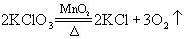 2KClO₃ ══(MnO₂ / Δ)══ 2KCl + 3O₂↑